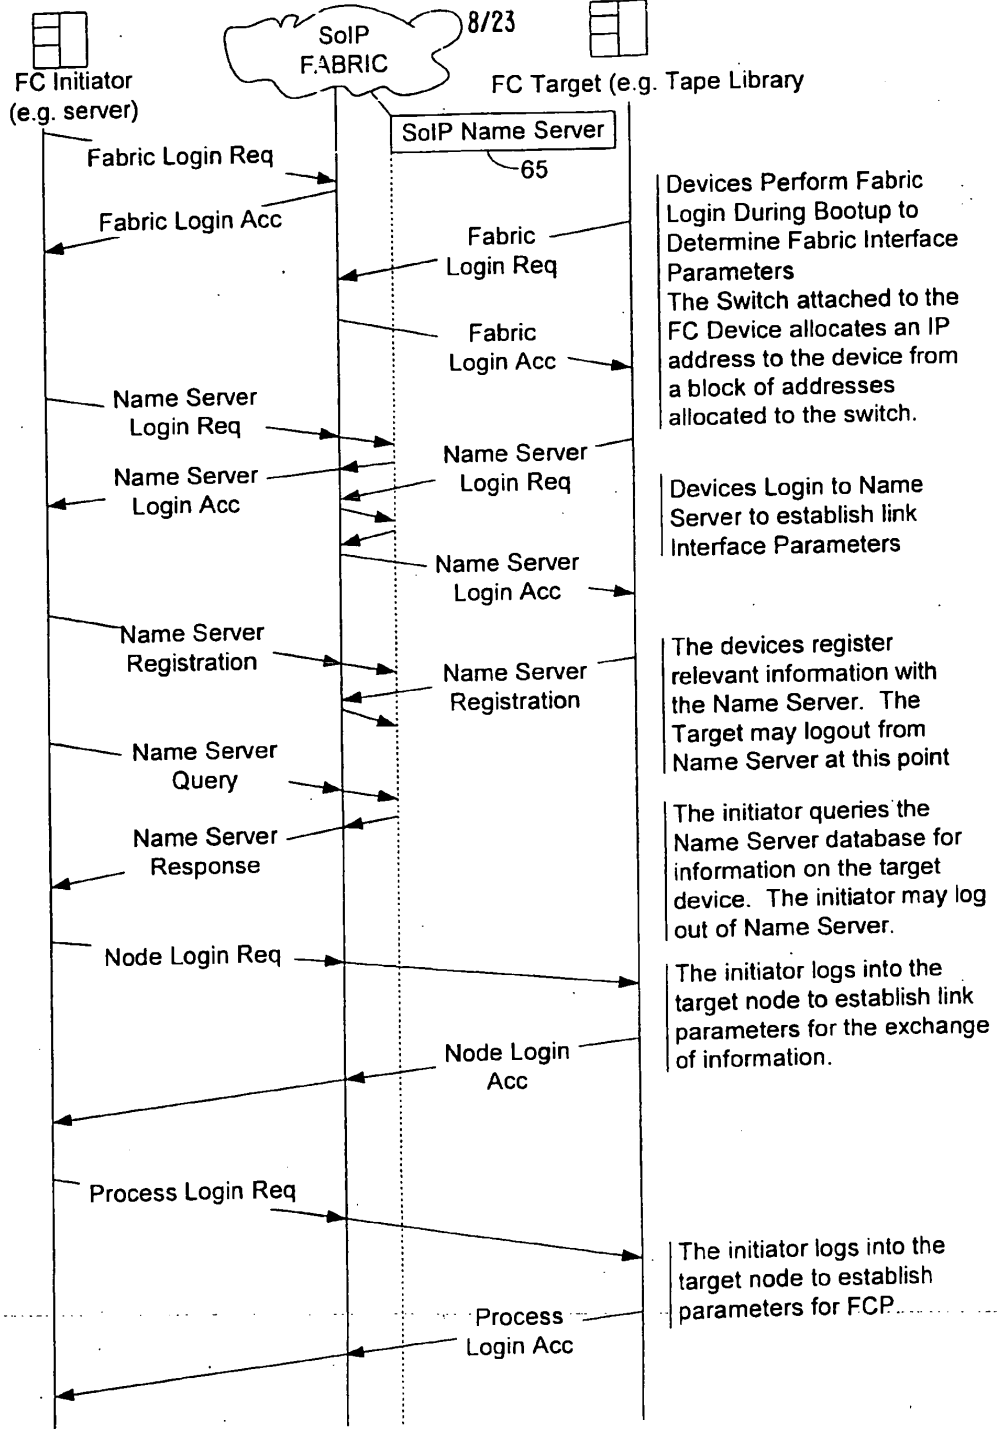 8/23
SoIP
FABRIC
FC Initiator
(e.g. server)
FC Target (e.g. Tape Library
SoIP Name Server
65
Fabric Login Req
Fabric Login Acc
Fabric
Login Req
Devices Perform Fabric
Login During Bootup to
Determine Fabric Interface
Parameters
The Switch attached to the
FC Device allocates an IP
address to the device from
a block of addresses
allocated to the switch.
Fabric
Login Acc
Name Server
Login Req
Name Server
Login Req
Name Server
Login Acc
Devices Login to Name
Server to establish link
Interface Parameters
Name Server
Login Acc
Name Server
Registration
Name Server
Registration
The devices register
relevant information with
the Name Server. The
Target may logout from
Name Server at this point
Name Server
Query
Name Server
Response
The initiator queries the
Name Server database for
information on the target
device. The initiator may log
out of Name Server.
Node Login Req
The initiator logs into the
target node to establish link
parameters for the exchange
of information.
Node Login
Acc
Process Login Req
The initiator logs into the
target node to establish
parameters for FCP.
Process
Login Acc